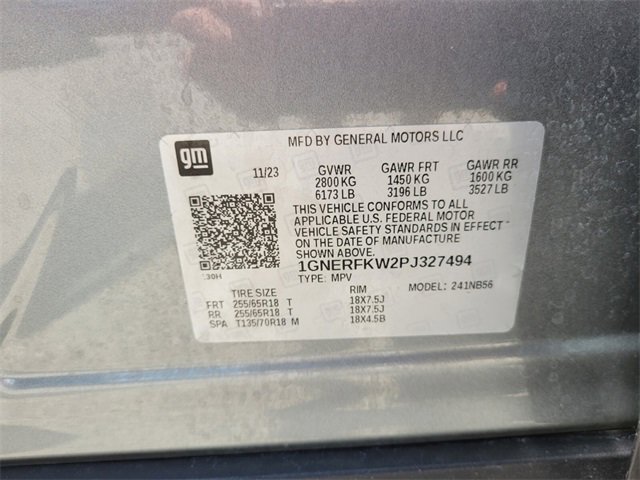 MFD BY GENERAL MOTORS LLC
gm
11/23 GVWR GAWR FRT GAWR RR
2800 KG 1450 KG 1600 KG
6173 LB 3196 LB 3527 LB
THIS VEHICLE CONFORMS TO ALL
APPLICABLE U.S. FEDERAL MOTOR
VEHICLE SAFETY STANDARDS IN EFFECT
ON THE DATE OF MANUFACTURE
SHOWN ABOVE.
1GNERFKW2PJ327494
TYPE: MPV MODEL: 241NB56
TIRE SIZE RIM
FRT 255/65R18 T 18X7.5J
RR 255/65R18 T 18X7.5J
SPA T135/70R18 M 18X4.5B